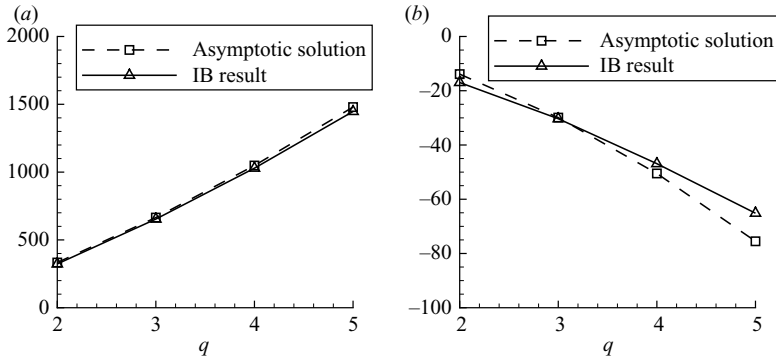 (a)
2000
1500
1000
500
0
2 3 4 5
q
Asymptotic solution
IB result
(b)
0
–20
–40
–60
–80
–100
2 3 4 5
q
Asymptotic solution
IB result